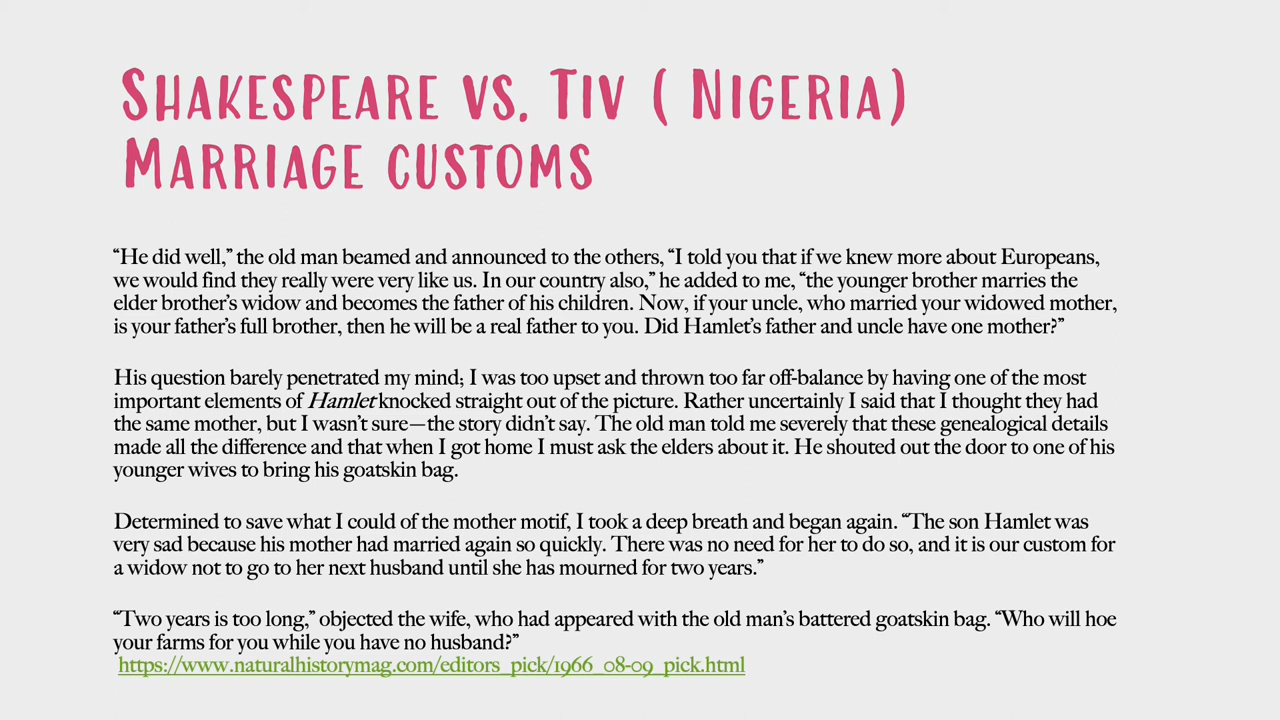 Shakespeare vs. Tiv ( Nigeria)
Marriage customs
“He did well,” the old man beamed and announced to the others, “I told you that if we knew more about Europeans,
we would find they really were very like us. In our country also,” he added to me, “the younger brother marries the
elder brother’s widow and becomes the father of his children. Now, if your uncle, who married your widowed mother,
is your father’s full brother, then he will be a real father to you. Did Hamlet’s father and uncle have one mother?”
His question barely penetrated my mind; I was too upset and thrown too far off-balance by having one of the most
important elements of Hamlet knocked straight out of the picture. Rather uncertainly I said that I thought they had
the same mother, but I wasn’t sure—the story didn’t say. The old man told me severely that these genealogical details
made all the difference and that when I got home I must ask the elders about it. He shouted out the door to one of his
younger wives to bring his goatskin bag.
Determined to save what I could of the mother motif, I took a deep breath and began again. “The son Hamlet was
very sad because his mother had married again so quickly. There was no need for her to do so, and it is our custom for
a widow not to go to her next husband until she has mourned for two years.”
“Two years is too long,” objected the wife, who had appeared with the old man’s battered goatskin bag. “Who will hoe
your farms for you while you have no husband?”
https://www.naturalhistorymag.com/editors_pick/1966_08-09_pick.html